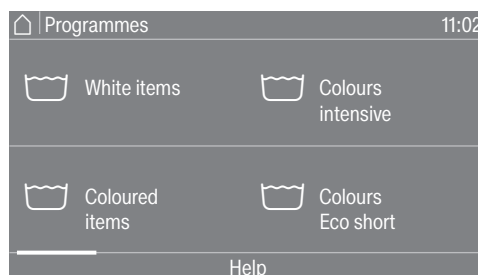 Programmes 11:02
White items
Colours
intensive
Coloured
items
Colours
Eco short
Help